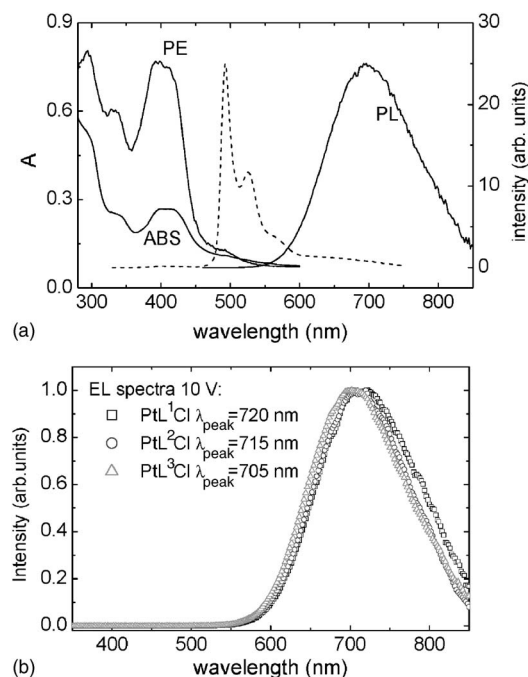 0.9
0.6
0.3
0.0
A
PE
ABS
PL
30
20
10
0
intensity (arb. units)
300 400 500 600 700 800
wavelength (nm)
(a)
EL spectra 10 V:
PtL¹Cl λpeak=720 nm
PtL²Cl λpeak=715 nm
PtL³Cl λpeak=705 nm
1.0
0.8
0.6
0.4
0.2
0.0
Intensity (arb.units)
400 500 600 700 800
wavelength (nm)
(b)